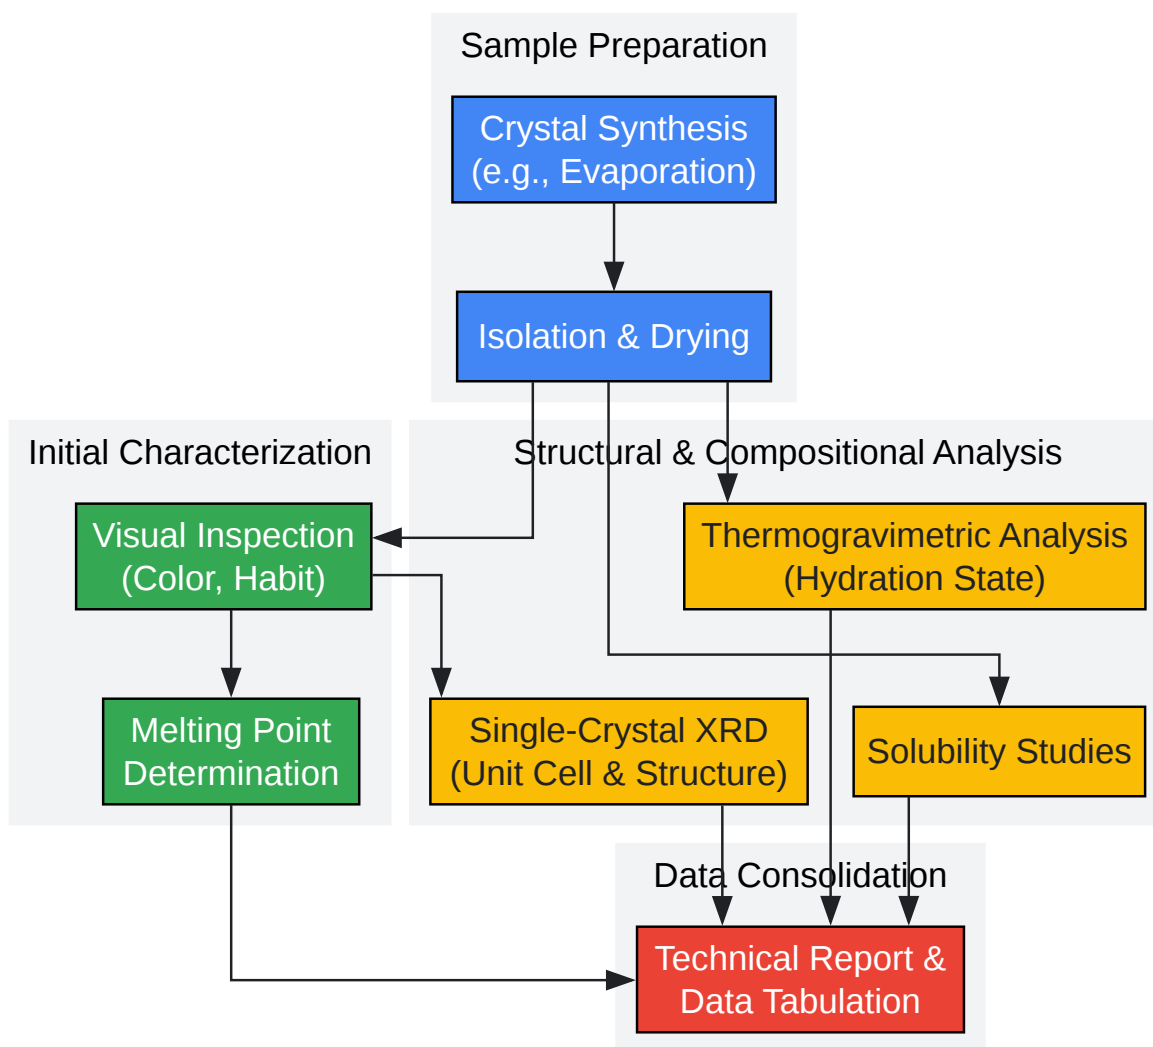 Sample Preparation
Crystal Synthesis
(e.g., Evaporation)
Isolation & Drying
Initial Characterization
Structural & Compositional Analysis
Visual Inspection
(Color, Habit)
Thermogravimetric Analysis
(Hydration State)
Melting Point
Determination
Single-Crystal XRD
(Unit Cell & Structure)
Solubility Studies
Data Consolidation
Technical Report &
Data Tabulation